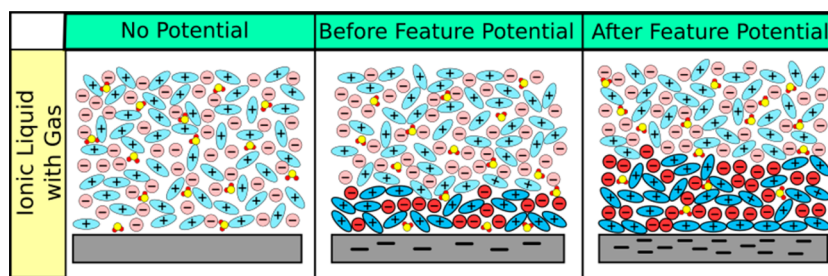 No Potential
Before Feature Potential
After Feature Potential
Ionic Liquid
with Gas